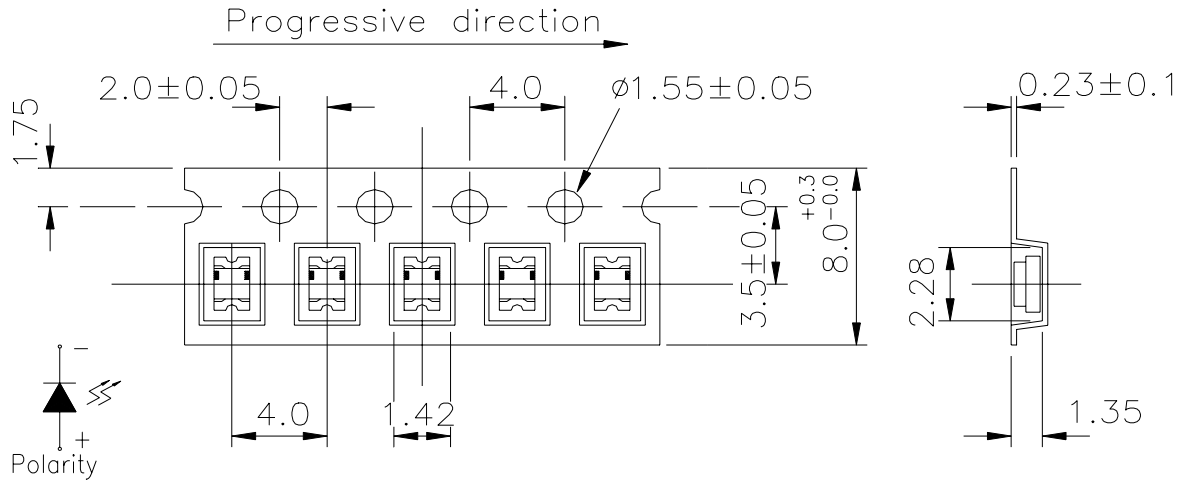 Progressive direction
2.0±0.05
4.0
ø1.55±0.05
0.23±0.1
1.75
3.5±0.05
8.0 +0.3 -0.0
2.28
−
+
Polarity
4.0
1.42
1.35